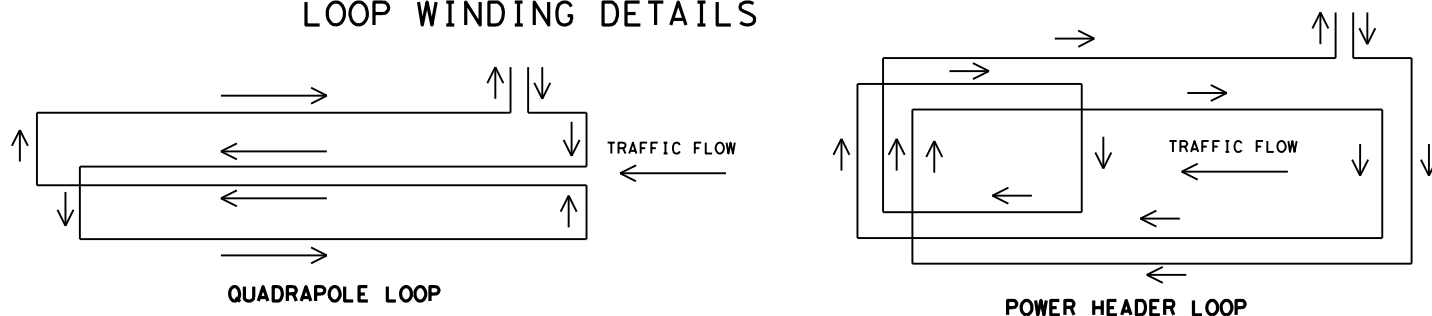 LOOP WINDING DETAILS
TRAFFIC FLOW
QUADRAPOLE LOOP
TRAFFIC FLOW
POWER HEADER LOOP